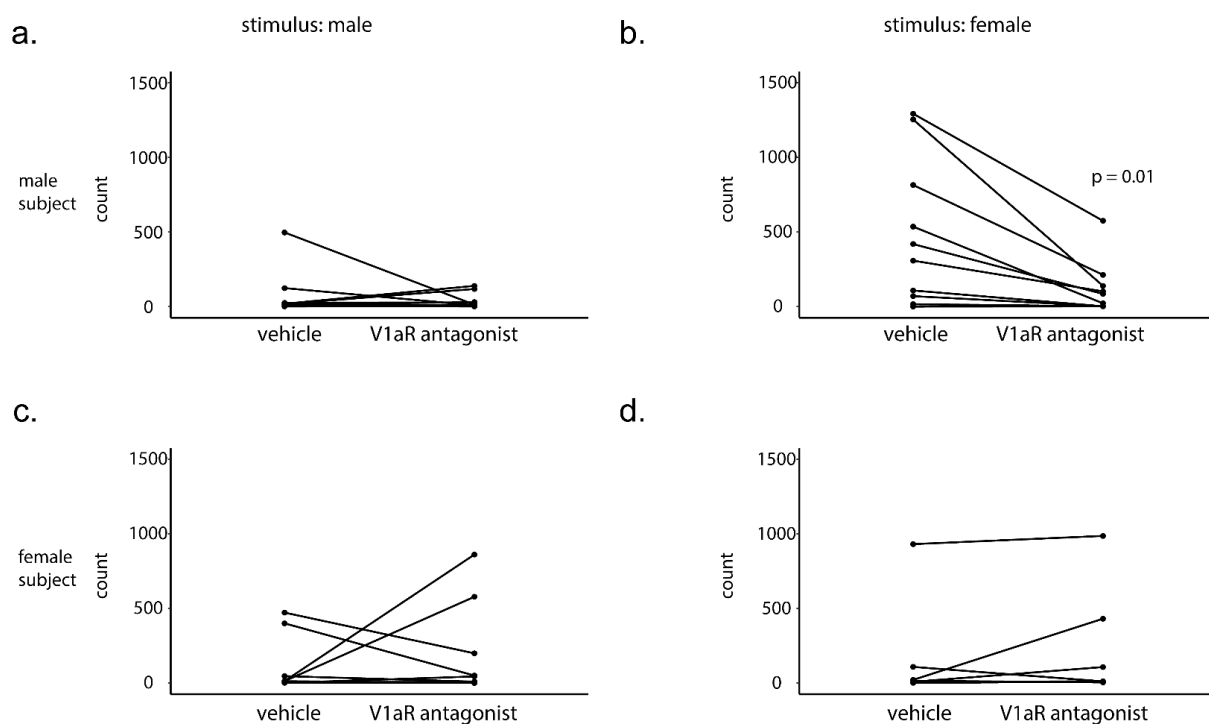 a.
stimulus: male
b.
stimulus: female
1500
1000
500
0
count
male
subject
vehicle
V1aR antagonist
1500
1000
500
0
count
p = 0.01
vehicle
V1aR antagonist
c.
d.
1500
1000
500
0
count
female
subject
vehicle
V1aR antagonist
1500
1000
500
0
count
vehicle
V1aR antagonist